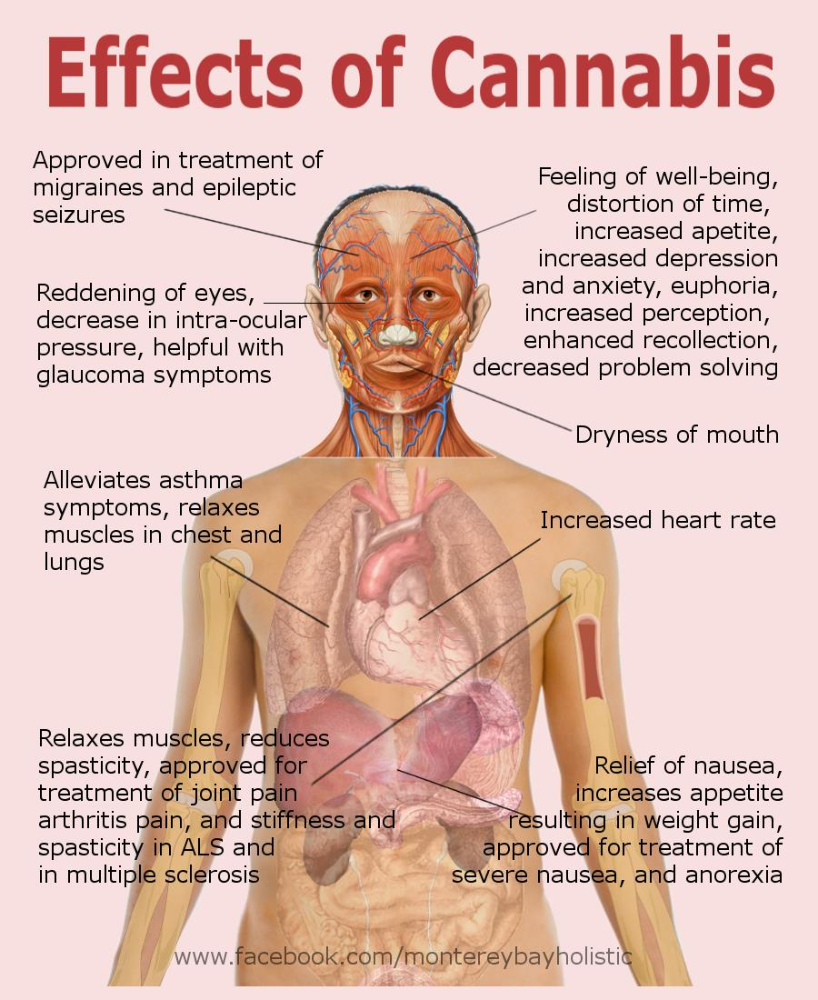 Effects of Cannabis
Approved in treatment of
migraines and epileptic
seizures
Feeling of well-being,
distortion of time,
increased apetite,
increased depression
and anxiety, euphoria,
increased perception,
enhanced recollection,
decreased problem solving
Reddening of eyes,
decrease in intra-ocular
pressure, helpful with
glaucoma symptoms
Dryness of mouth
Alleviates asthma
symptoms, relaxes
muscles in chest and
lungs
Increased heart rate
Relaxes muscles, reduces
spasticity, approved for
treatment of joint pain
arthritis pain, and stiffness and
spasticity in ALS and
in multiple sclerosis
Relief of nausea,
increases appetite
resulting in weight gain,
approved for treatment of
severe nausea, and anorexia
www.facebook.com/montereybayholistic